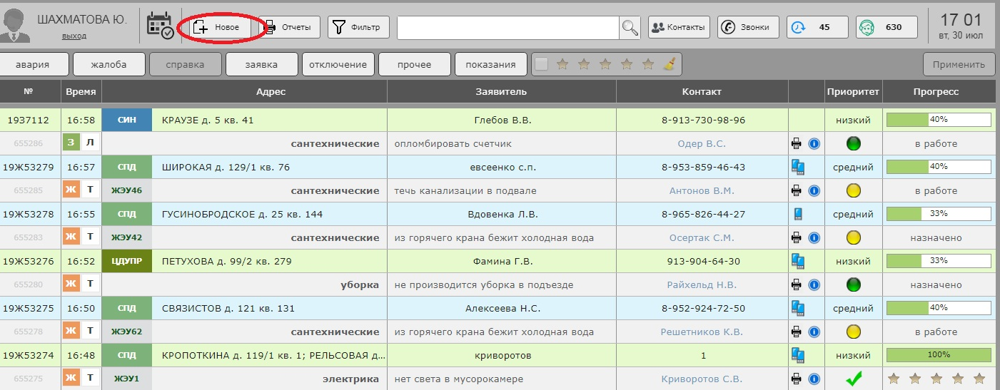 ШАХМАТОВА Ю.
выход
Новое
Отчеты
Фильтр
Контакты
Звонки
45
630
17 01
вт, 30 июл
авария жалоба справка заявка отключение прочее показания Применить
№ Время Адрес Заявитель Контакт Приоритет Прогресс
1937112 16:58 СИН КРАУЗЕ д. 5 кв. 41 Глебов В.В. 8-913-730-98-96 низкий 40%
655286 З Л сантехнические опломбировать счетчик Одер В.С. в работе
19Ж53279 16:57 СПД ШИРОКАЯ д. 129/1 кв. 76 евсеенко с.п. 8-953-859-46-43 средний 40%
655285 Ж Т ЖЭУ46 сантехнические течь канализации в подвале Антонов В.М. в работе
19Ж53278 16:55 СПД ГУСИНОБРОДСКОЕ д. 25 кв. 144 Вдовенка Л.В. 8-965-826-44-27 средний 33%
655283 Ж Т ЖЭУ42 сантехнические из горячего крана бежит холодная вода Осертак С.М. назначено
19Ж53276 16:52 ЦДУПР ПЕТУХОВА д. 99/2 кв. 279 Фамина Г.В. 913-904-64-30 низкий 33%
655280 Ж Т уборка не производится уборка в подъезде Райхельд Н.В. назначено
19Ж53275 16:50 СПД СВЯЗИСТОВ д. 121 кв. 131 Алексеева Н.С. 8-952-924-72-50 средний 40%
655278 Ж Т ЖЭУ62 сантехнические из горячего крана бежит холодная вода Решетников К.В. в работе
19Ж53274 16:48 СПД КРОПОТКИНА д. 119/1 кв. 1; РЕЛЬСОВАЯ д... криворотов 1 низкий 100%
655275 Ж Т ЖЭУ1 электрика нет света в мусорокамере Криворотов С.В.